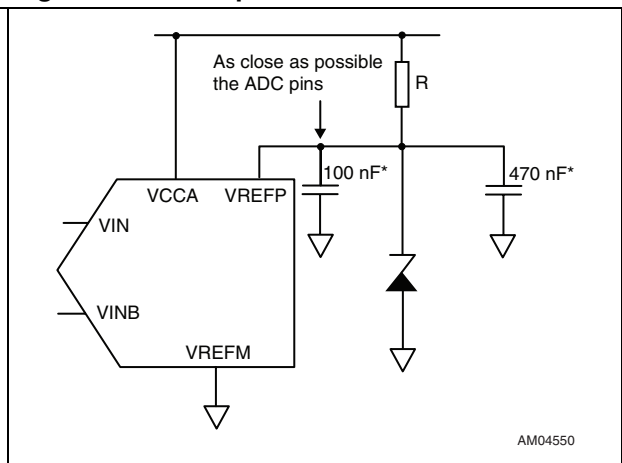 As close as possible
the ADC pins
R
100 nF*
470 nF*
VCCA
VREFP
VIN
VINB
VREFM
AM04550